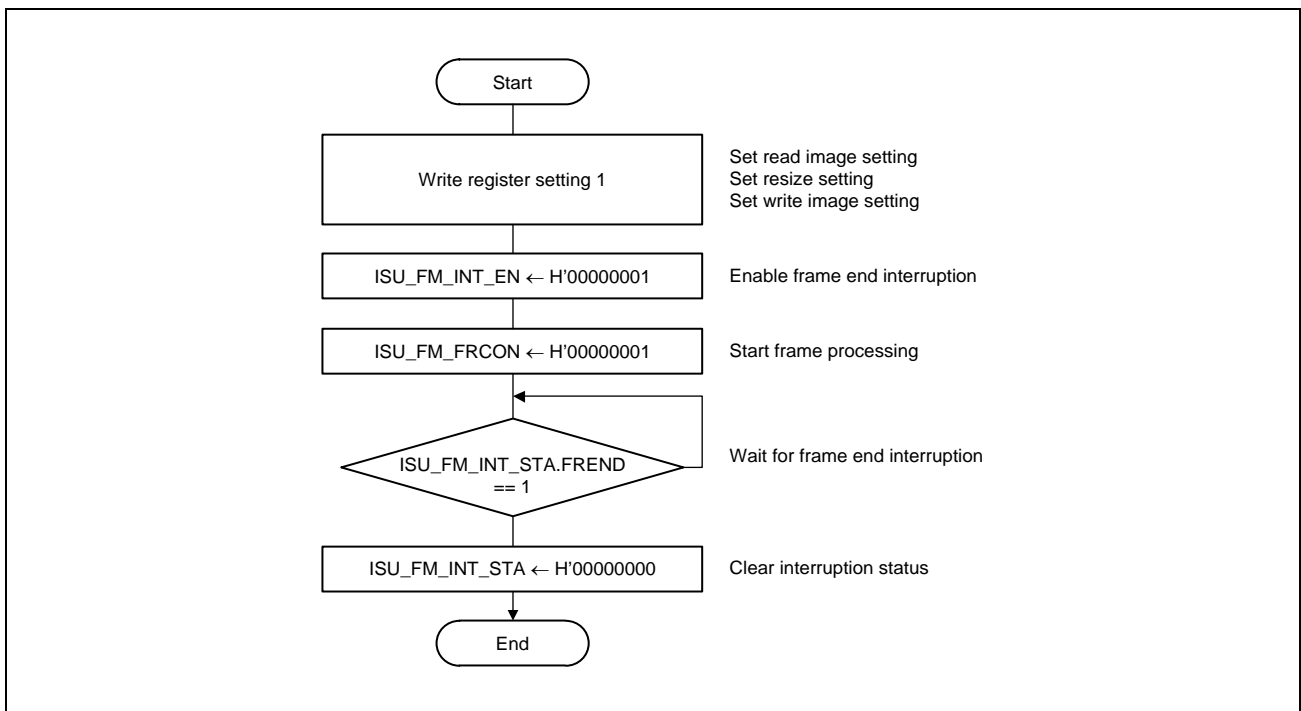 Start
Write register setting 1
Set read image setting
Set resize setting
Set write image setting
ISU_FM_INT_EN ← H’00000001
Enable frame end interruption
ISU_FM_FRCON ← H’00000001
Start frame processing
ISU_FM_INT_STA.FREND
== 1
Wait for frame end interruption
ISU_FM_INT_STA ← H’00000000
Clear interruption status
End